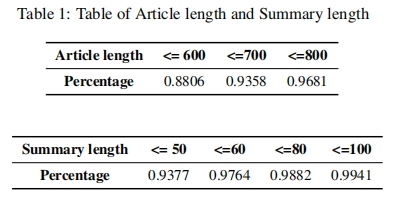 Table 1: Table of Article length and Summary length
Article length <= 600 <=700 <=800
Percentage 0.8806 0.9358 0.9681
Summary length <= 50 <=60 <=80 <=100
Percentage 0.9377 0.9764 0.9882 0.9941